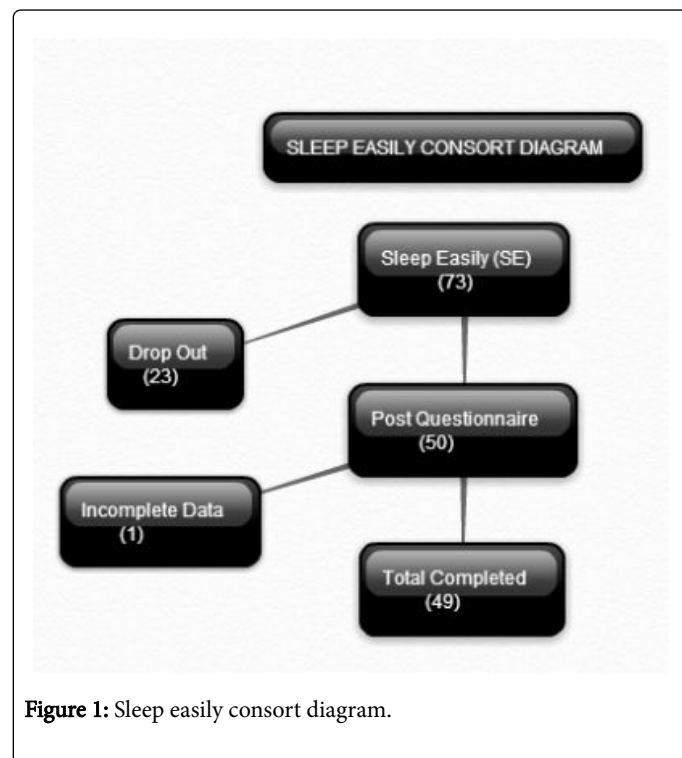 SLEEP EASILY CONSORT DIAGRAM
Sleep Easily (SE)
(73)
Drop Out
(23)
Post Questionnaire
(50)
Incomplete Data
(1)
Total Completed
(49)
Figure 1: Sleep easily consort diagram.